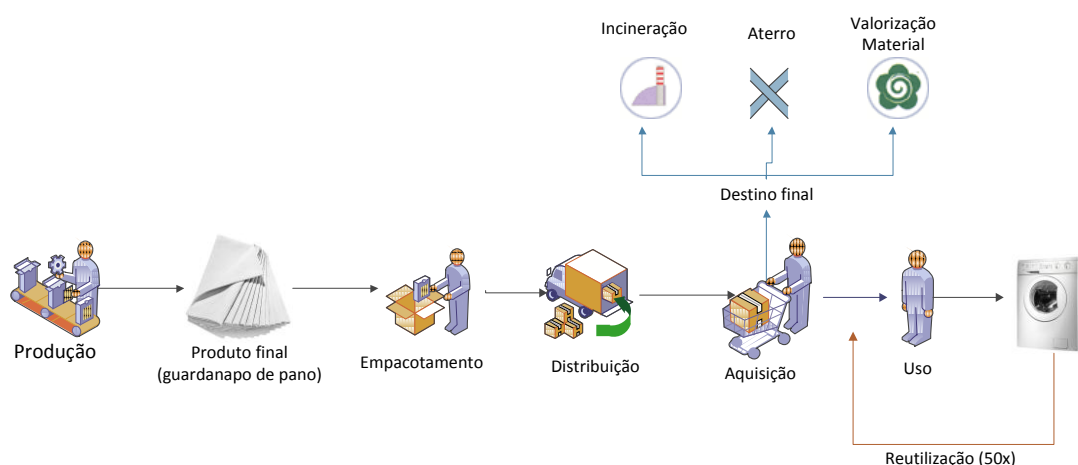 Incineração
Aterro
Valorização
Material
Destino final
Produção
Produto final
(guardanapo de pano)
Empacotamento
Distribuição
Aquisição
Uso
Reutilização (50x)